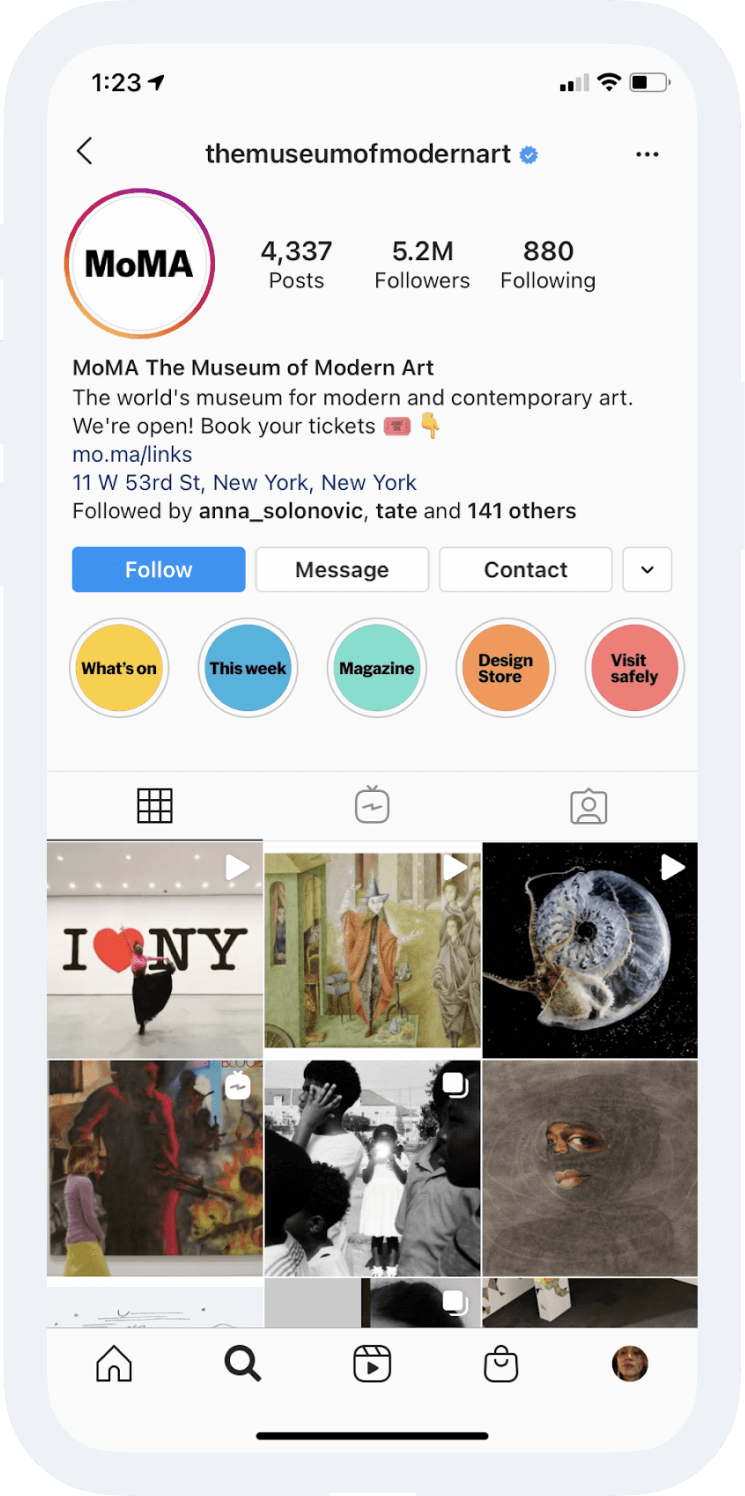 1:23
themuseumofmodernart
MoMA
4,337 5.2M 880
Posts Followers Following
MoMA The Museum of Modern Art
The world's museum for modern and contemporary art.
We're open! Book your tickets 🎟️ 👇
mo.ma/links
11 W 53rd St, New York, New York
Followed by anna_solonovic, tate and 141 others
Follow Message Contact
What's on This week Magazine Design Store Visit safely
I ❤️ NY